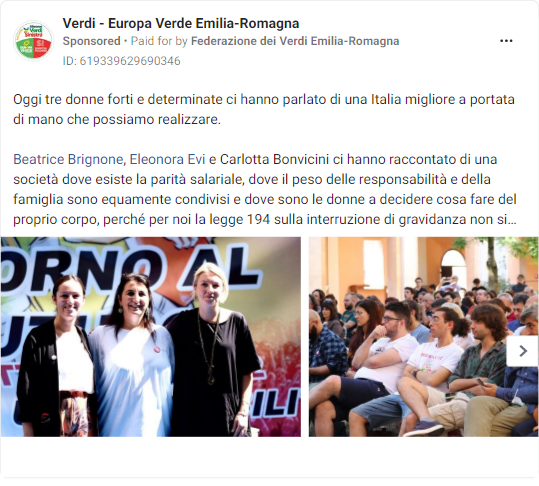 Verdi - Europa Verde Emilia-Romagna
Sponsored • Paid for by Federazione dei Verdi Emilia-Romagna
ID: 619339629690346
Oggi tre donne forti e determinate ci hanno parlato di una Italia migliore a portata
di mano che possiamo realizzare.
Beatrice Brignone, Eleonora Evi e Carlotta Bonvicini ci hanno raccontato di una
società dove esiste la parità salariale, dove il peso delle responsabilità e della
famiglia sono equamente condivisi e dove sono le donne a decidere cosa fare del
proprio corpo, perché per noi la legge 194 sulla interruzione di gravidanza non si...
ORNO AL